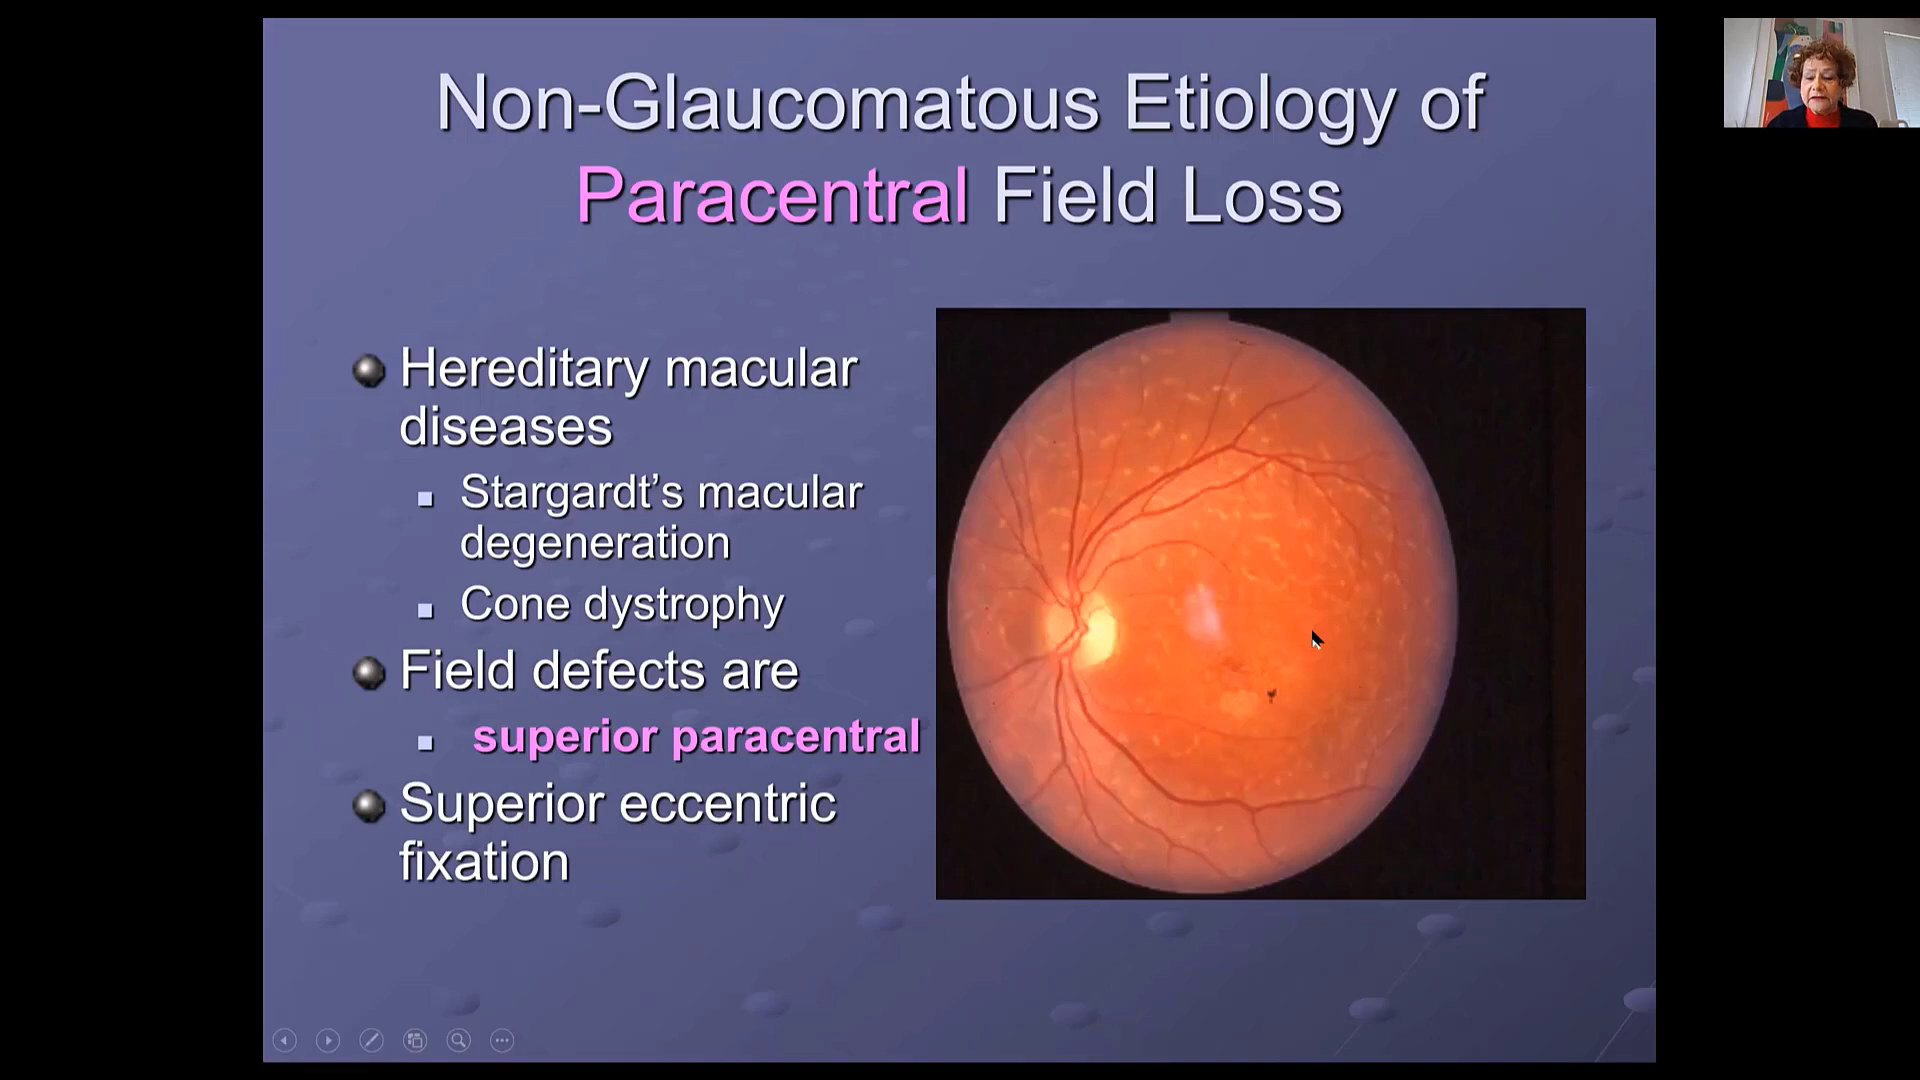 Non-Glaucomatous Etiology of
Paracentral Field Loss
Hereditary macular
diseases
Stargardt’s macular
degeneration
Cone dystrophy
Field defects are
superior paracentral
Superior eccentric
fixation